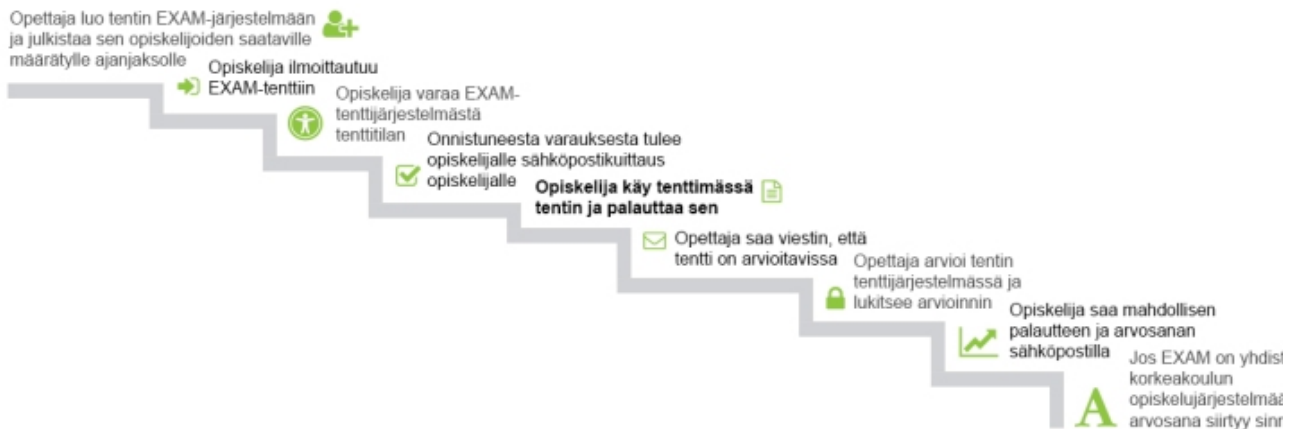 Opettaja luo tentin EXAM-järjestelmään
ja julkistaa sen opiskelijoiden saataville
määrätylle ajanjaksolle
Opiskelija ilmoittautuu
EXAM-tenttiin
Opiskelija varaa EXAM-
tenttijärjestelmästä
tenttitilan
Onnistuneesta varauksesta tulee
opiskelijalle sähköpostikuittaus
opiskelijalle
Opiskelija käy tenttimässä
tentin ja palauttaa sen
Opettaja saa viestin, että
tentti on arvioitavissa
Opettaja arvioi tentin
tenttijärjestelmässä ja
lukitsee arvioinnin
Opiskelija saa mahdollisen
palautteen ja arvosanan
sähköpostilla
Jos EXAM on
korkeakoulun
arvosana siirtyy